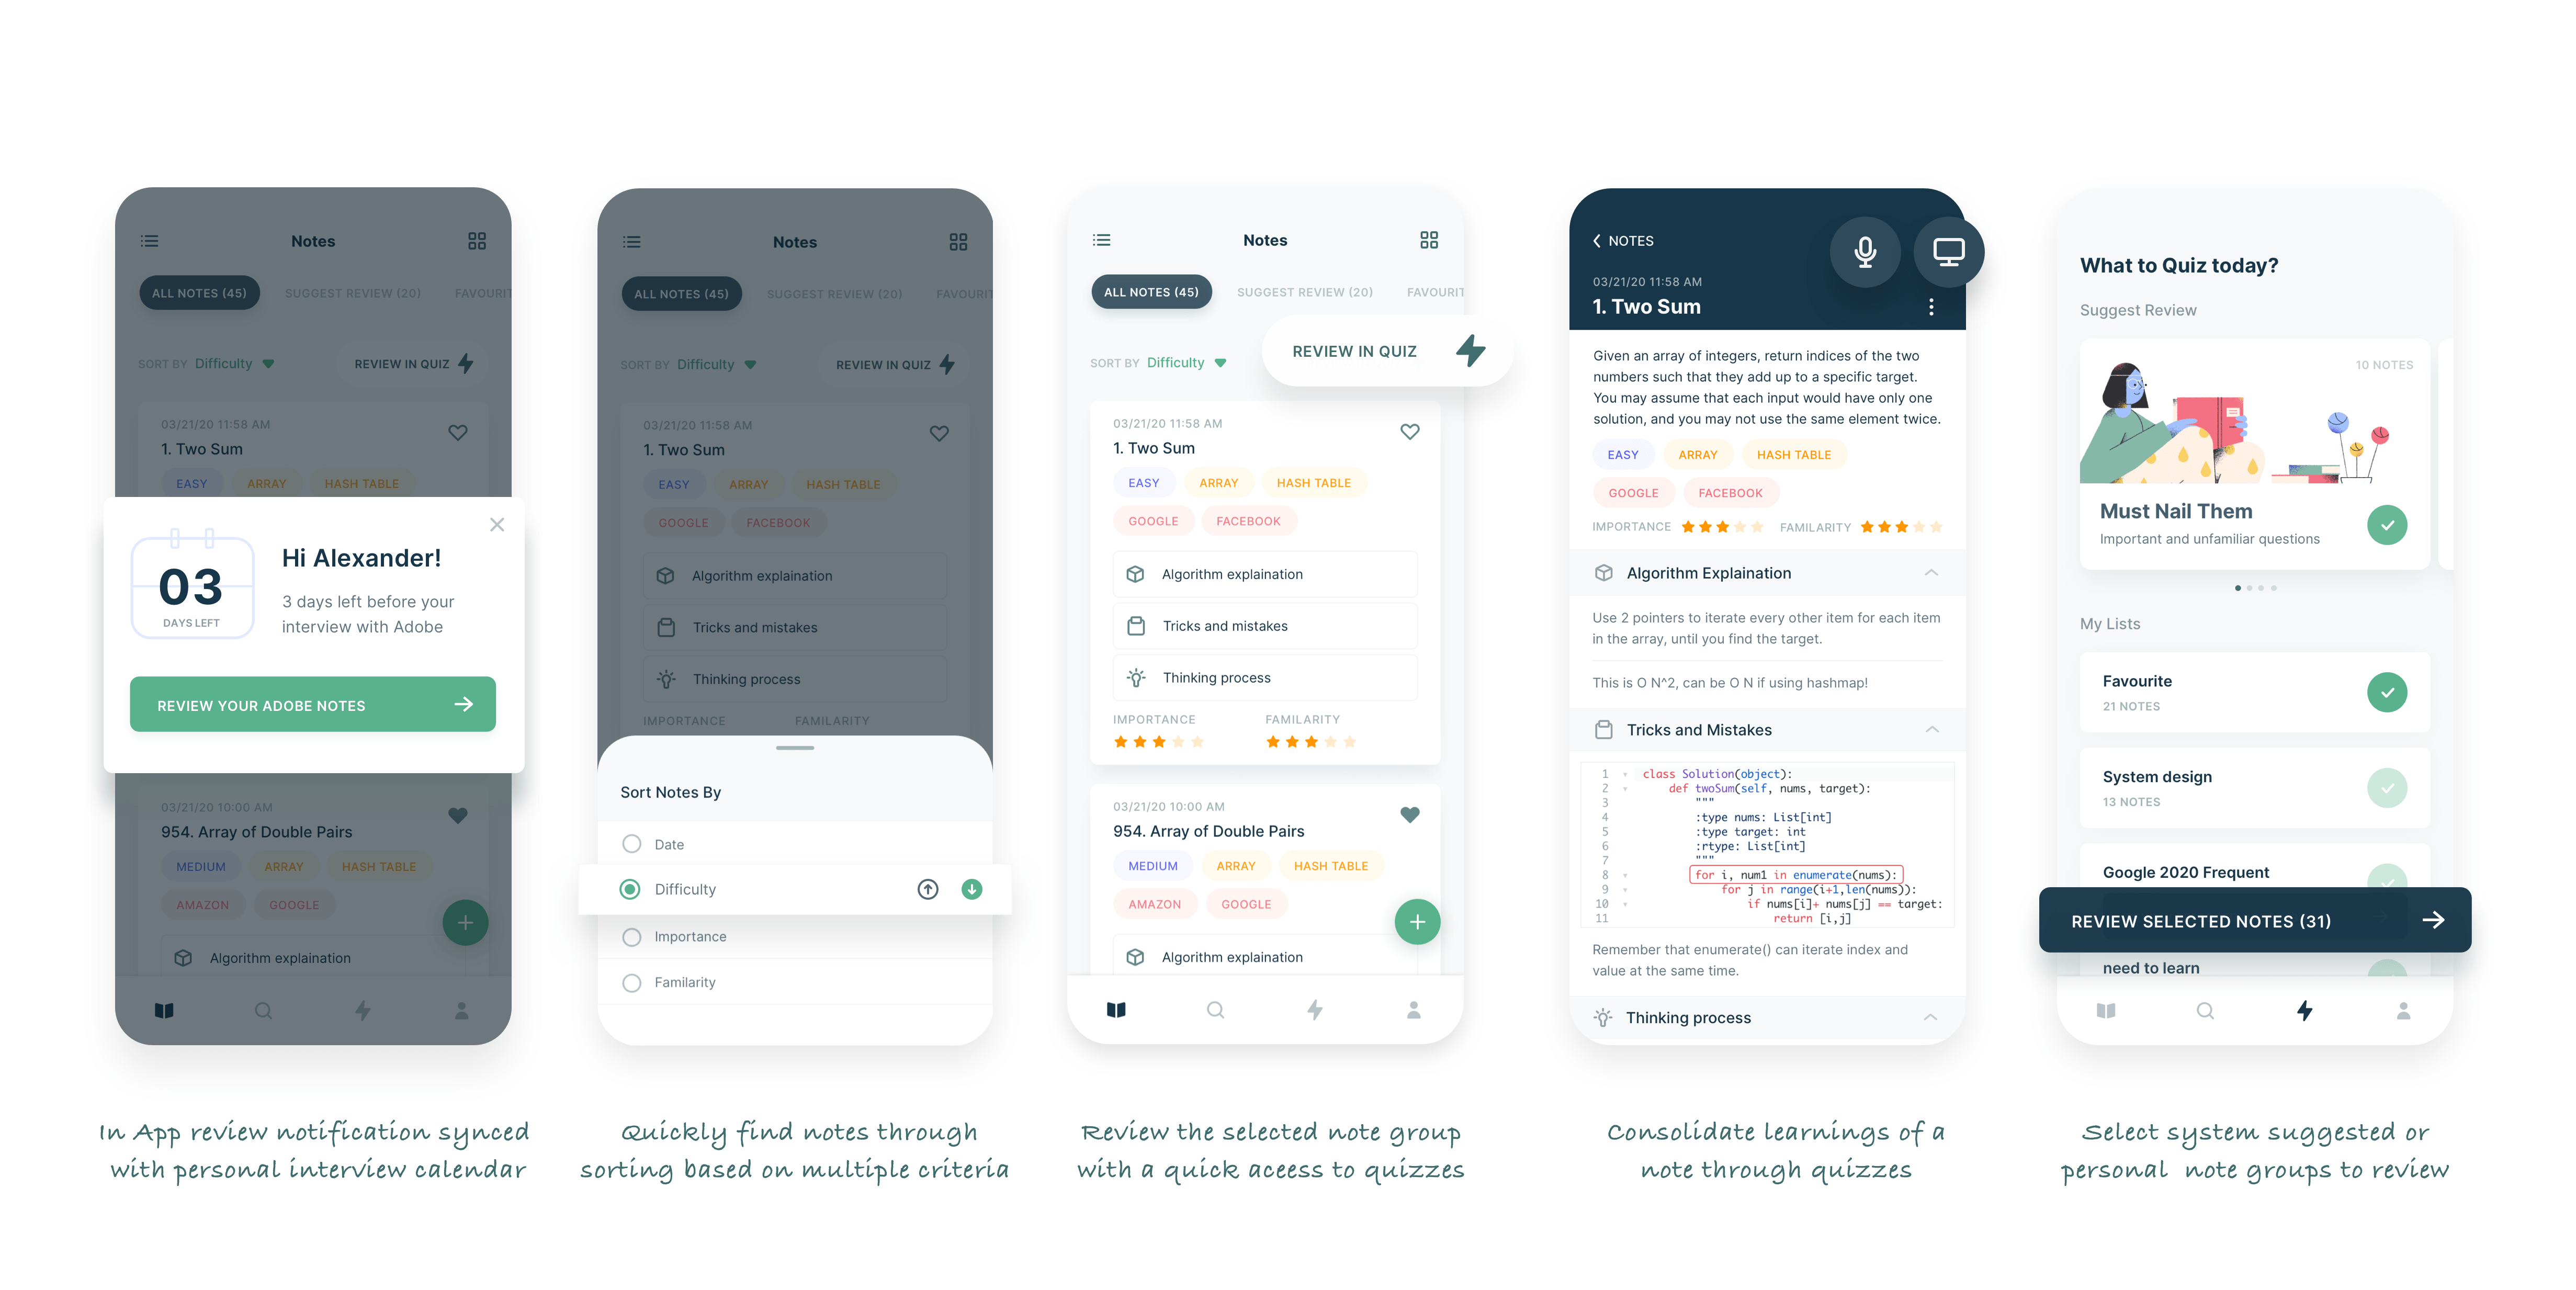 Notes
ALL NOTES (45) SUGGEST REVIEW (20) FAVOURIT
SORT BY Difficulty REVIEW IN QUIZ
03/21/20 11:58 AM
1. Two Sum
EASY ARRAY HASH TABLE
Hi Alexander!
03
DAYS LEFT
3 days left before your
interview with Adobe
REVIEW YOUR ADOBE NOTES
03/21/20 10:00 AM
954. Array of Double Pairs
MEDIUM ARRAY HASH TABLE
AMAZON GOOGLE
Algorithm explaination
In App review notification synced
with personal interview calendar
Notes
ALL NOTES (45) SUGGEST REVIEW (20) FAVOURIT
SORT BY Difficulty REVIEW IN QUIZ
03/21/20 11:58 AM
1. Two Sum
EASY ARRAY HASH TABLE
GOOGLE FACEBOOK
Algorithm explaination
Tricks and mistakes
Thinking process
IMPORTANCE FAMILARITY
Sort Notes By
Date
Difficulty
Importance
Familarity
Quickly find notes through
sorting based on multiple criteria
Notes
ALL NOTES (45) SUGGEST REVIEW (20) FAVOURIT
SORT BY Difficulty REVIEW IN QUIZ
03/21/20 11:58 AM
1. Two Sum
EASY ARRAY HASH TABLE
GOOGLE FACEBOOK
Algorithm explaination
Tricks and mistakes
Thinking process
IMPORTANCE FAMILARITY
03/21/20 10:00 AM
954. Array of Double Pairs
MEDIUM ARRAY HASH TABLE
AMAZON GOOGLE
Algorithm explaination
Review the selected note group
with a quick aceess to quizzes
NOTES
03/21/20 11:58 AM
1. Two Sum
Given an array of integers, return indices of the two
numbers such that they add up to a specific target.
You may assume that each input would have only one
solution, and you may not use the same element twice.
EASY ARRAY HASH TABLE
GOOGLE FACEBOOK
IMPORTANCE FAMILARITY
Algorithm Explaination
Use 2 pointers to iterate every other item for each item
in the array, until you find the target.
This is O N^2, can be O N if using hashmap!
Tricks and Mistakes
1 class Solution(object):
2 def twoSum(self, nums, target):
3 """
4 :type nums: List[int]
5 :type target: int
6 :rtype: List[int]
7 """
8 for i, num1 in enumerate(nums):
9 for j in range(i+1,len(nums)):
10 if nums[i]+ nums[j] == target:
11 return [i,j]
Remember that enumerate() can iterate index and
value at the same time.
Thinking process
Consolidate learnings of a
note through quizzes
What to Quiz today?
Suggest Review
10 NOTES
Must Nail Them
Important and unfamiliar questions
My Lists
Favourite
21 NOTES
System design
13 NOTES
Google 2020 Frequent
REVIEW SELECTED NOTES (31)
need to learn
Select system suggested or
personal note groups to review